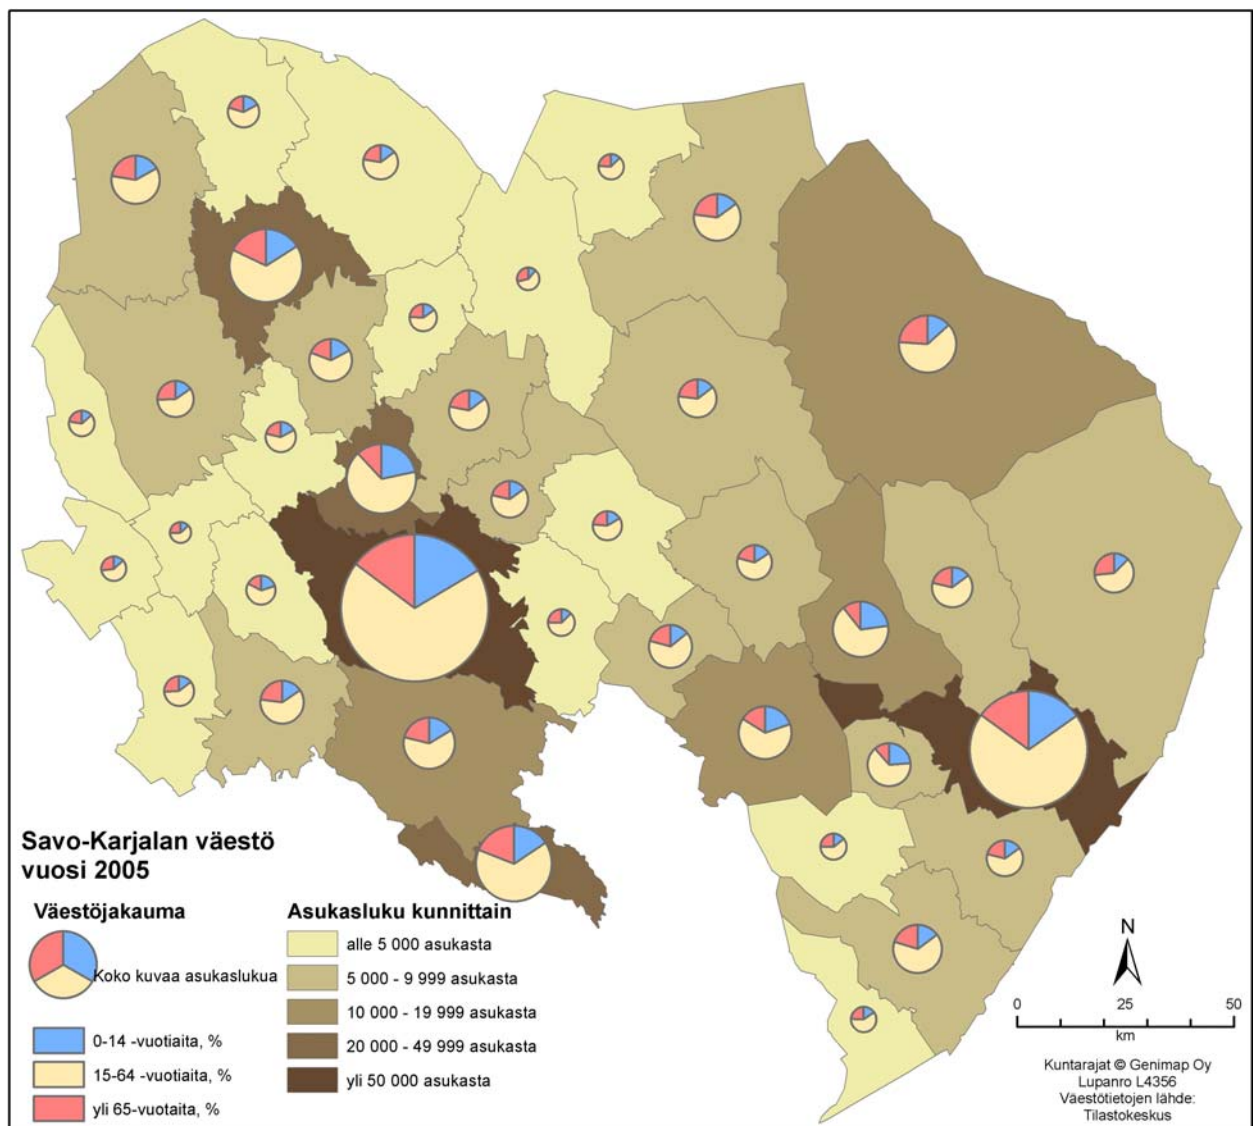 Savo-Karjalan väestö
vuosi 2005
Väestöjakauma
Koko kuvaa asukaslukua
0-14 -vuotiaita, %
15-64 -vuotiaita, %
yli 65-vuotaita, %
Asukasluku kunnittain
alle 5 000 asukasta
5 000 - 9 999 asukasta
10 000 - 19 999 asukasta
20 000 - 49 999 asukasta
yli 50 000 asukasta
N
0 25 50
km
Kuntarajat © Genimap Oy
Lupanro L4356
Väestötietojen lähde:
Tilastokeskus